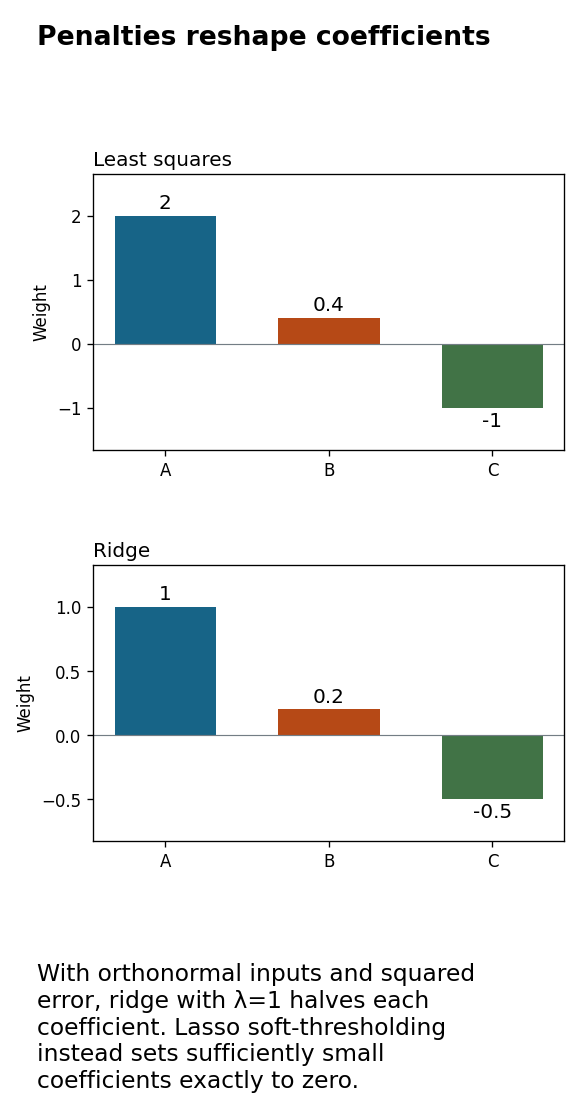 Penalties reshape coefficients
Least squares
Weight
2
1
0
−1
2
0.4
-1
A B C
Ridge
Weight
1.0
0.5
0.0
−0.5
1
0.2
-0.5
A B C
With orthonormal inputs and squared
error, ridge with λ=1 halves each
coefficient. Lasso soft-thresholding
instead sets sufficiently small
coefficients exactly to zero.